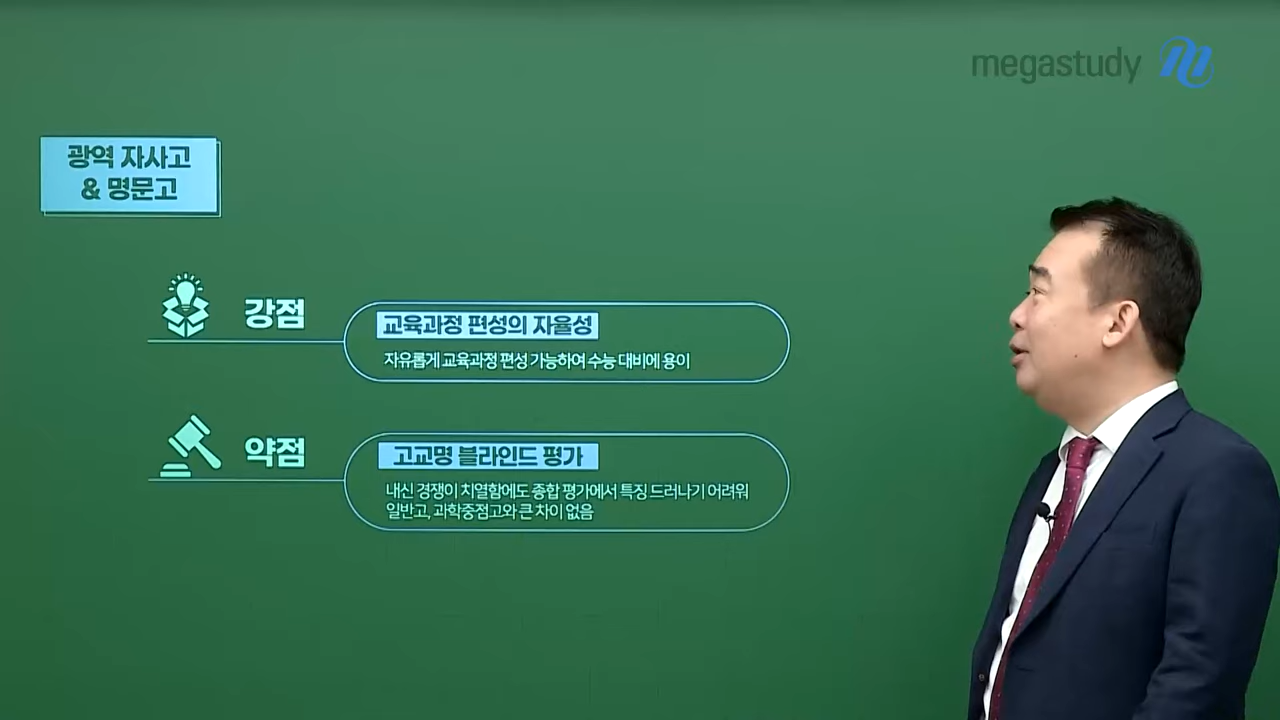 megastudy
광역 자사고
& 명문고
강점
교육과정 편성의 자율성
자유롭게 교육과정 편성 가능하여 수능 대비에 용이
약점
고교명 블라인드 평가
내신 경쟁이 치열함에도 종합 평가에서 특징 드러나기 어려워
일반고, 과학중점고와 큰 차이 없음